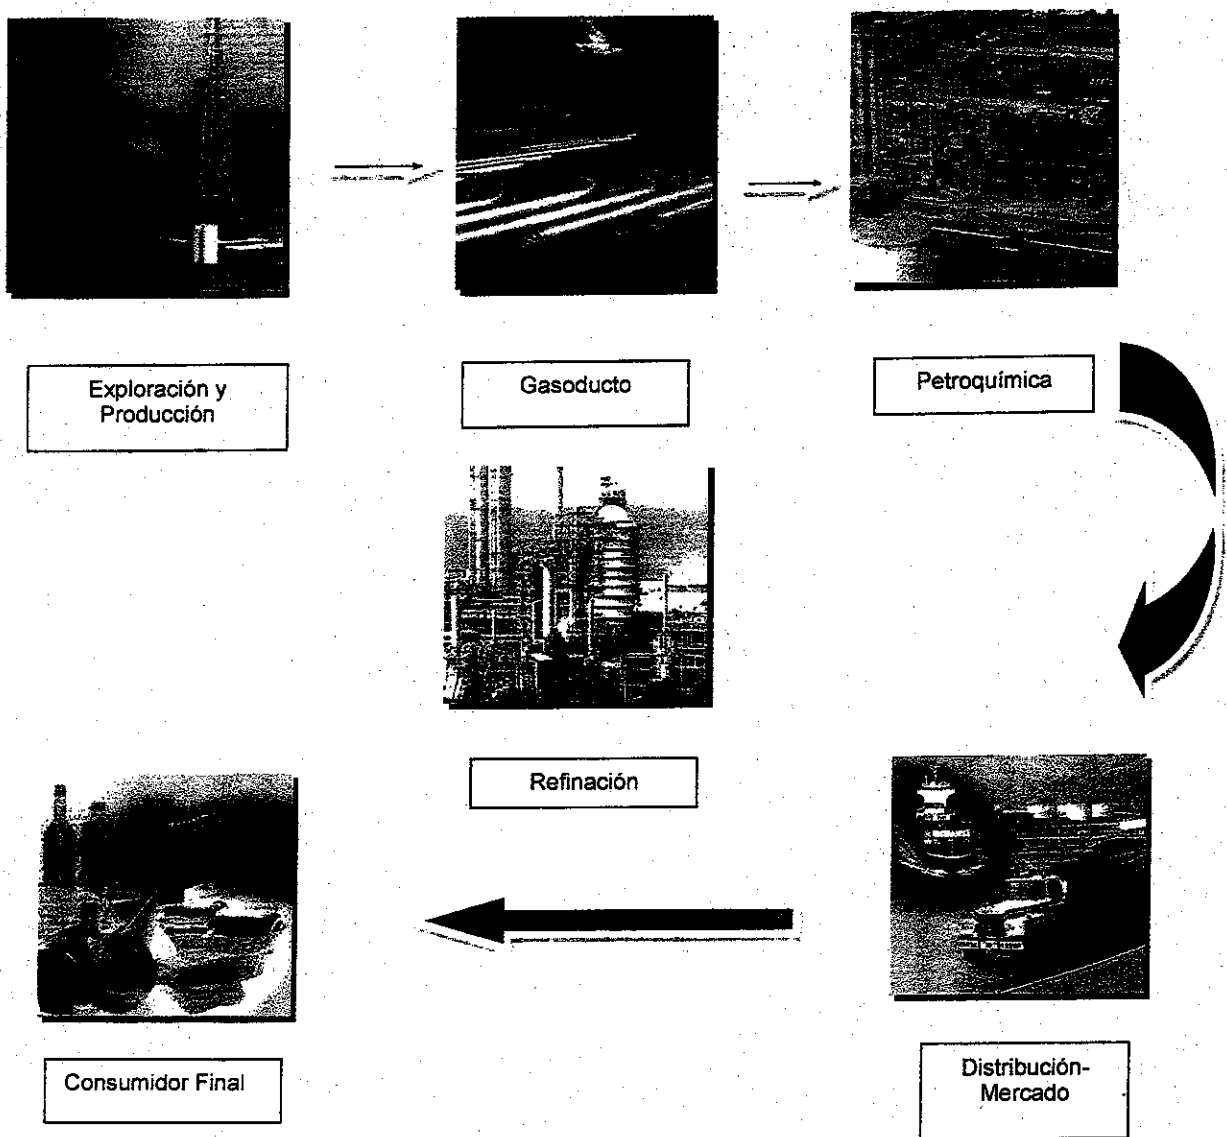 Exploración y
Producción
Gasoducto
Petroquímica
Refinación
Consumidor Final
Distribución-
Mercado